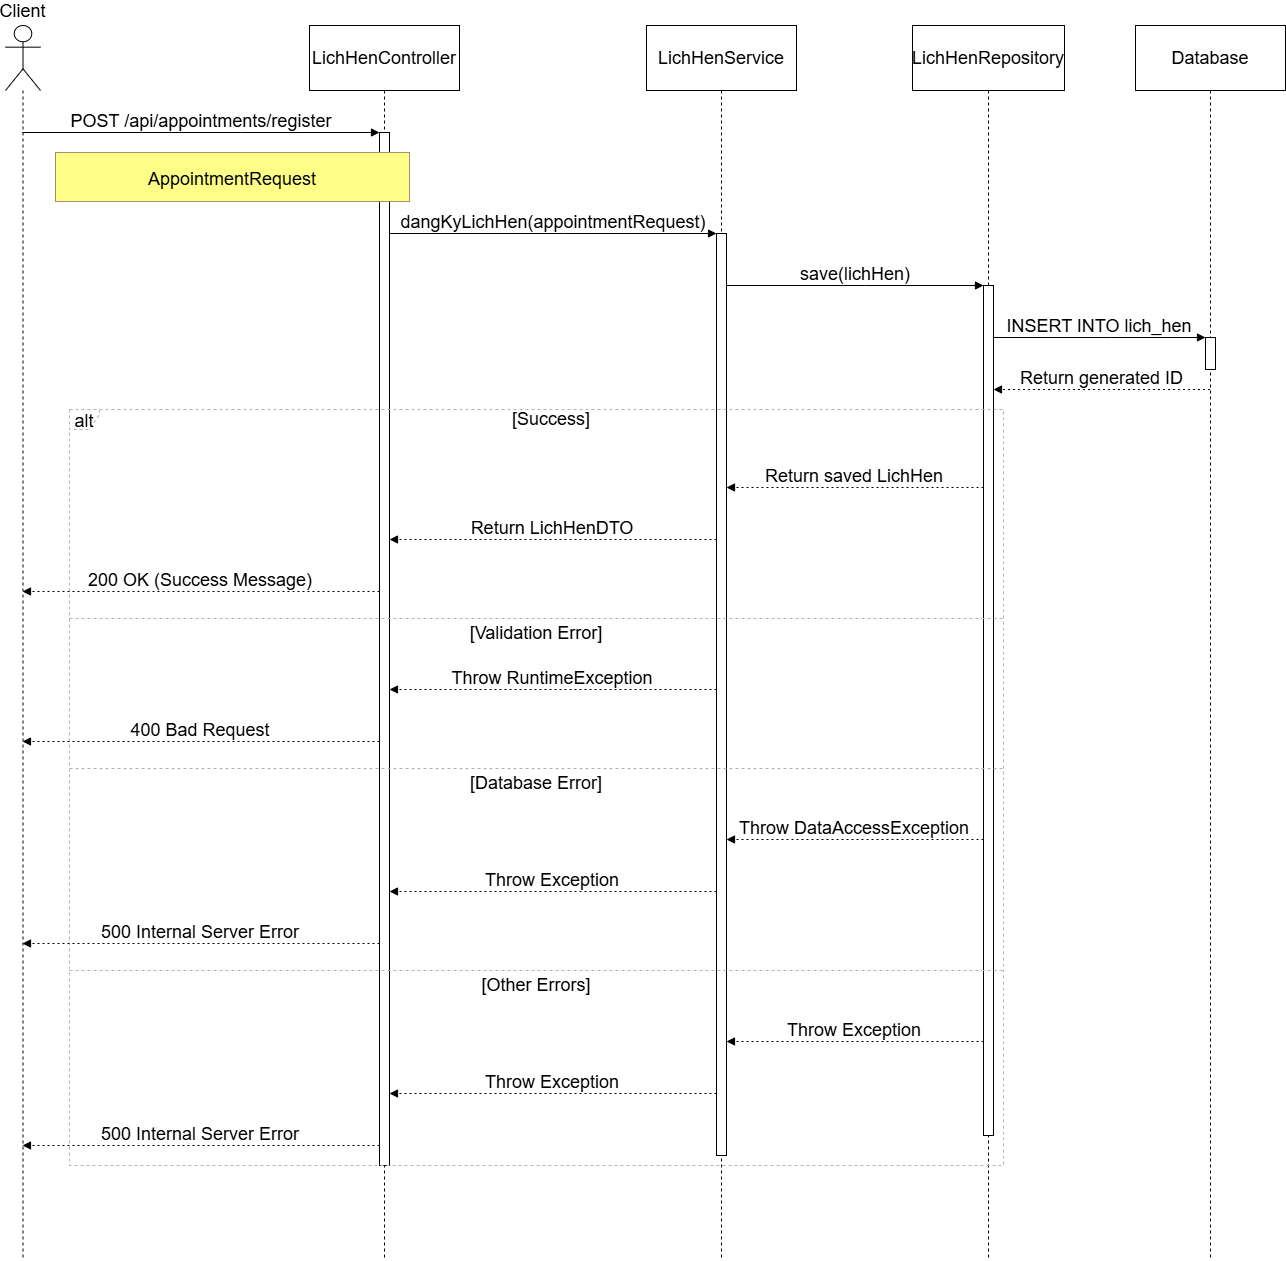 Client
LichHenController
LichHenService
LichHenRepository
Database
POST /api/appointments/register
AppointmentRequest
dangKyLichHen(appointmentRequest)
save(lichHen)
INSERT INTO lich_hen
Return generated ID
alt
[Success]
Return saved LichHen
Return LichHenDTO
200 OK (Success Message)
[Validation Error]
Throw RuntimeException
400 Bad Request
[Database Error]
Throw DataAccessException
Throw Exception
500 Internal Server Error
[Other Errors]
Throw Exception
Throw Exception
500 Internal Server Error